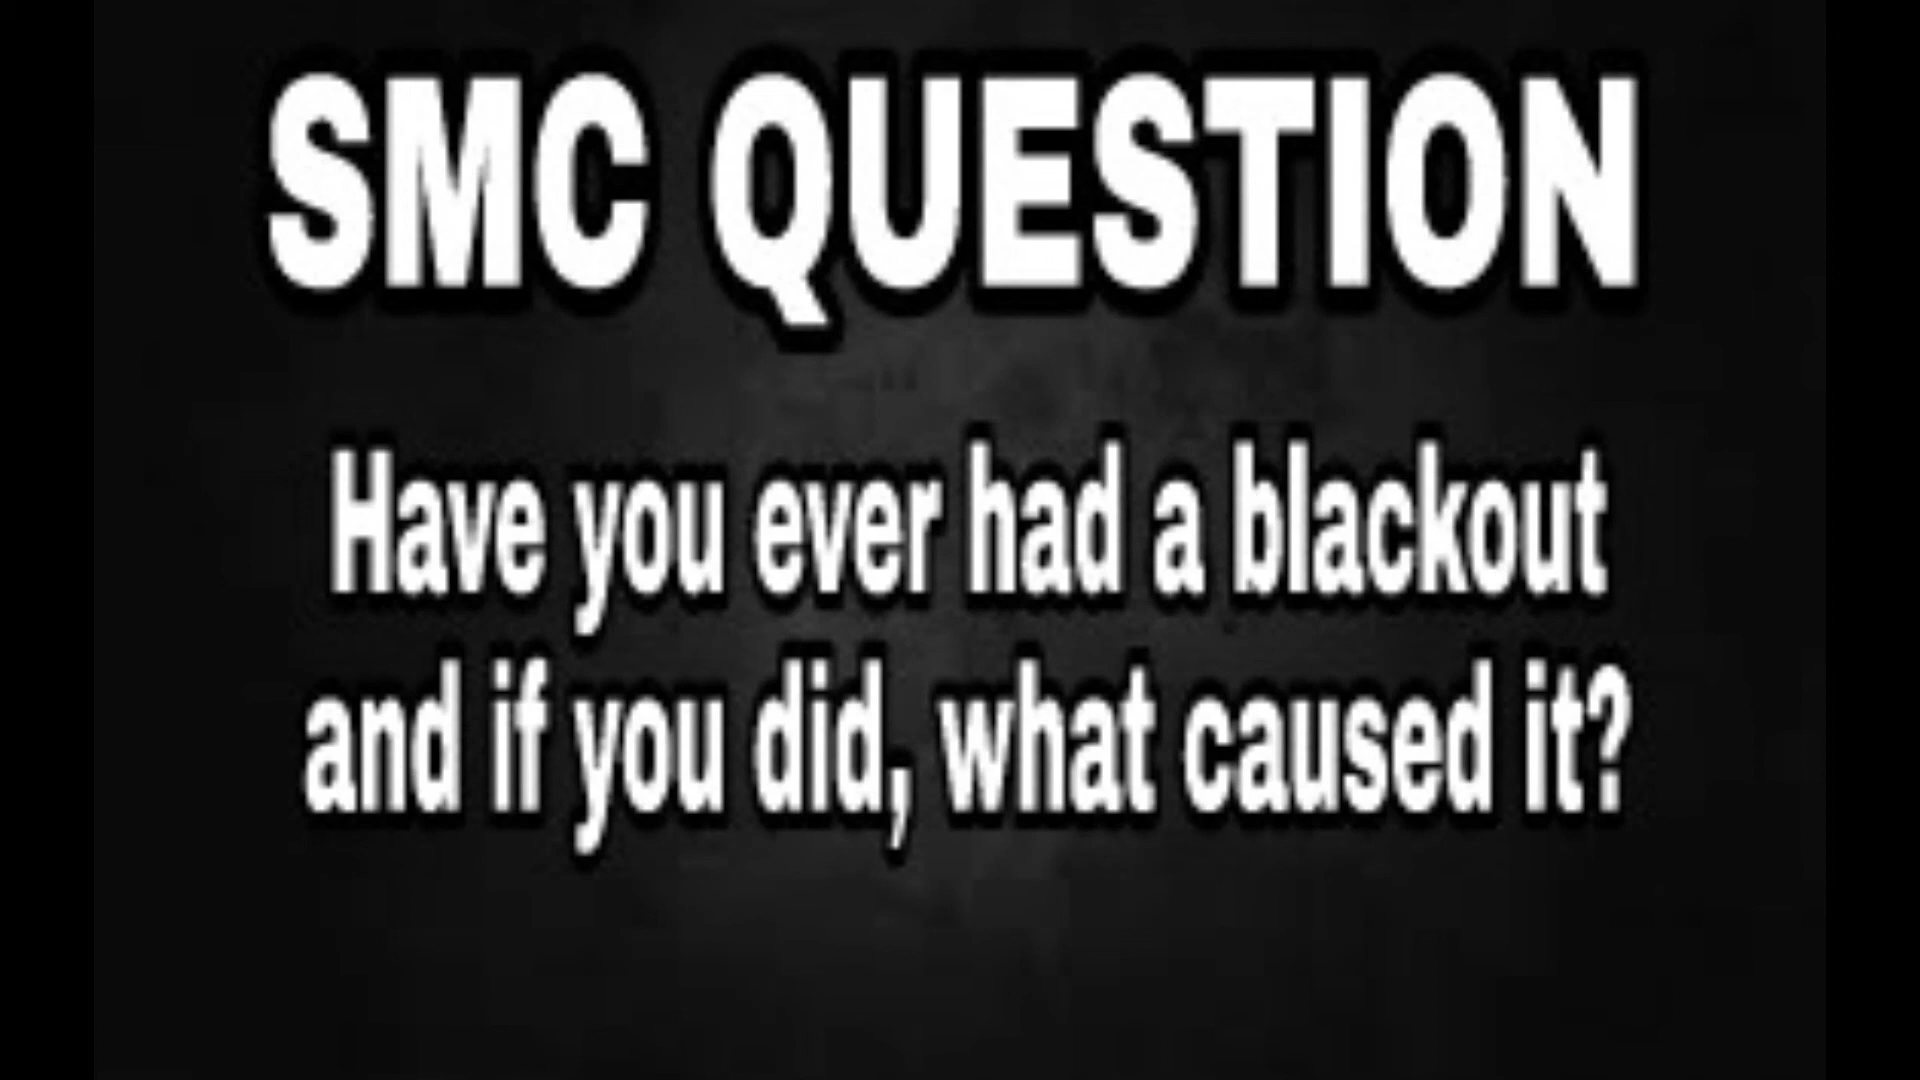 SMC QUESTION
Have you ever had a blackout
and if you did, what caused it?